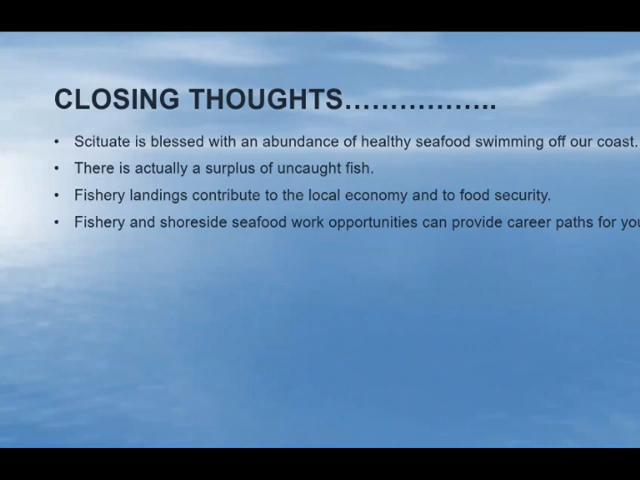 CLOSING THOUGHTS……………..
• Scituate is blessed with an abundance of healthy seafood swimming off our coast.
• There is actually a surplus of uncaught fish.
• Fishery landings contribute to the local economy and to food security.
• Fishery and shoreside seafood work opportunities can provide career paths for